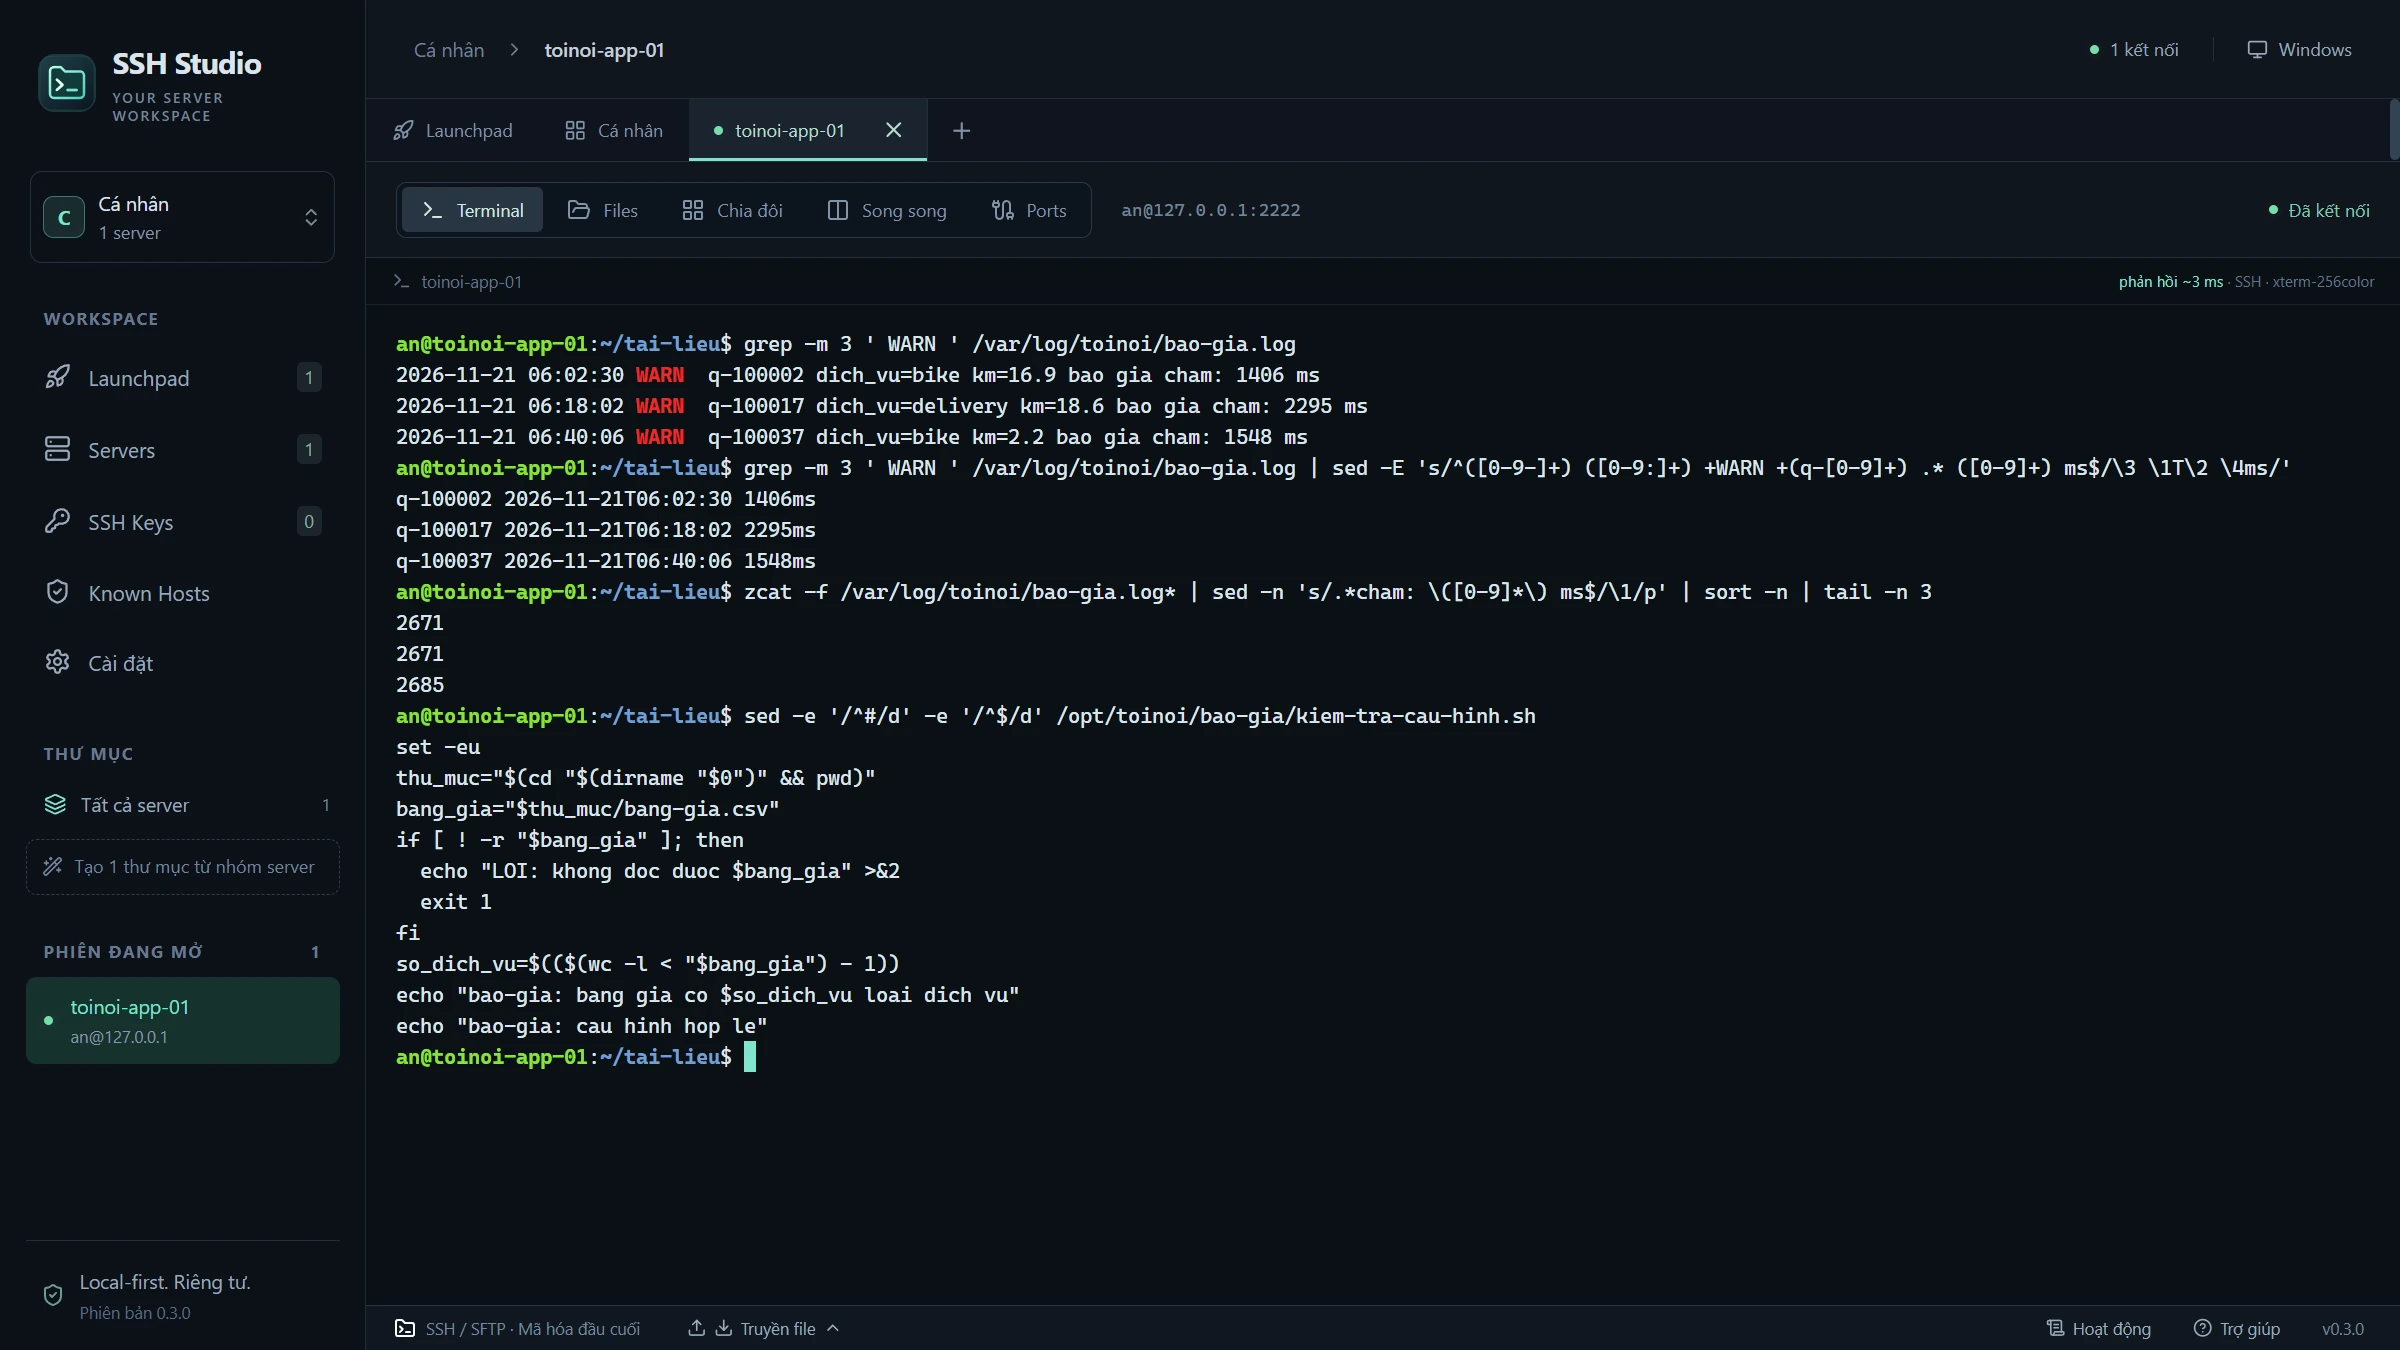 SSH Studio
YOUR SERVER
WORKSPACE
C
Cá nhân
1 server
WORKSPACE
Launchpad 1
Servers 1
SSH Keys 0
Known Hosts
Cài đặt
THƯ MỤC
Tất cả server 1
Tạo 1 thư mục từ nhóm server
PHIÊN ĐANG MỞ 1
toinoi-app-01
an@127.0.0.1
Local-first. Riêng tư.
Phiên bản 0.3.0
Cá nhân > toinoi-app-01
1 kết nối
Windows
Launchpad
Cá nhân
toinoi-app-01
Terminal
Files
Chia đôi
Song song
Ports
an@127.0.0.1:2222
Đã kết nối
toinoi-app-01
phản hồi ~3 ms · SSH · xterm-256color
an@toinoi-app-01:~/tai-lieu$ grep -m 3 ' WARN ' /var/log/toinoi/bao-gia.log
2026-11-21 06:02:30 WARN  q-100002 dich_vu=bike km=16.9 bao gia cham: 1406 ms
2026-11-21 06:18:02 WARN  q-100017 dich_vu=delivery km=18.6 bao gia cham: 2295 ms
2026-11-21 06:40:06 WARN  q-100037 dich_vu=bike km=2.2 bao gia cham: 1548 ms
an@toinoi-app-01:~/tai-lieu$ grep -m 3 ' WARN ' /var/log/toinoi/bao-gia.log | sed -E 's/^([0-9-]+) ([0-9:]+) +WARN +(q-[0-9]+) .* ([0-9]+) ms$/\3 \1T\2 \4ms/'
q-100002 2026-11-21T06:02:30 1406ms
q-100017 2026-11-21T06:18:02 2295ms
q-100037 2026-11-21T06:40:06 1548ms
an@toinoi-app-01:~/tai-lieu$ zcat -f /var/log/toinoi/bao-gia.log* | sed -n 's/.*cham: \([0-9]*\) ms$/\1/p' | sort -n | tail -n 3
2671
2671
2685
an@toinoi-app-01:~/tai-lieu$ sed -e '/^#/d' -e '/^$/d' /opt/toinoi/bao-gia/kiem-tra-cau-hinh.sh
set -eu
thu_muc="$(cd "$(dirname "$0")" && pwd)"
bang_gia="$thu_muc/bang-gia.csv"
if [ ! -r "$bang_gia" ]; then
  echo "LOI: khong doc duoc $bang_gia" >&2
  exit 1
fi
so_dich_vu=$(($(wc -l < "$bang_gia") - 1))
echo "bao-gia: bang gia co $so_dich_vu loai dich vu"
echo "bao-gia: cau hinh hop le"
an@toinoi-app-01:~/tai-lieu$
SSH / SFTP · Mã hóa đầu cuối
Truyền file
Hoạt động
Trợ giúp
v0.3.0